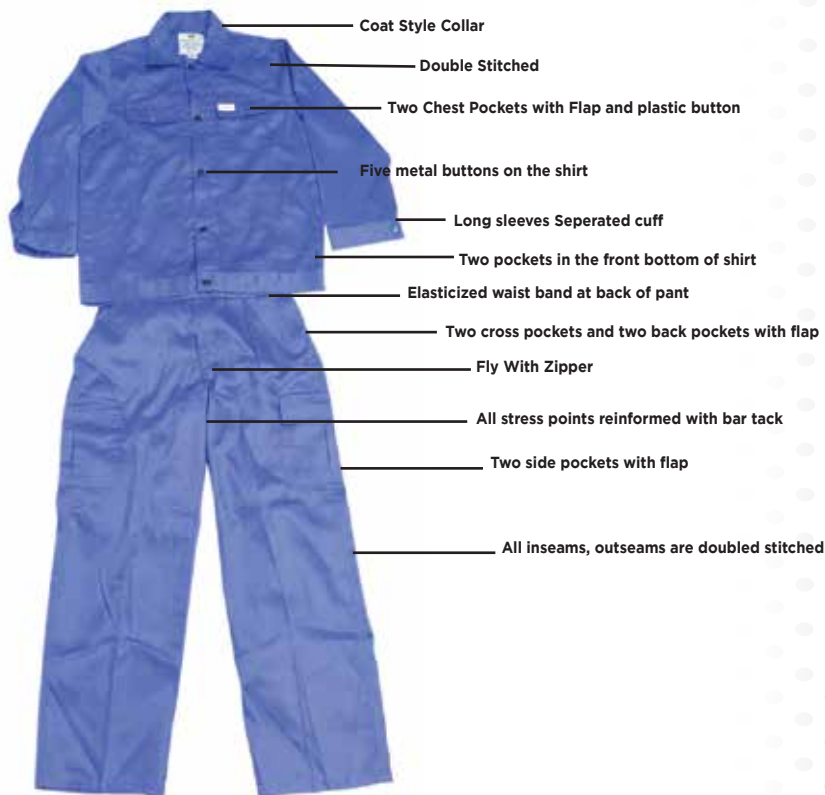 Coat Style Collar
Double Stitched
Two Chest Pockets with Flap and plastic button
Five metal buttons on the shirt
Long sleeves Seperated cuff
Two pockets in the front bottom of shirt
Elasticized waist band at back of pant
Two cross pockets and two back pockets with flap
Fly With Zipper
All stress points reinformed with bar tack
Two side pockets with flap
All inseams, outseams are doubled stitched